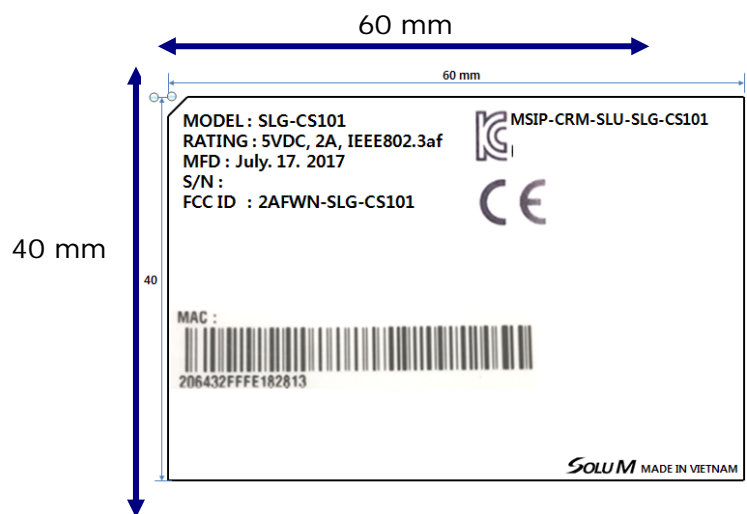 60 mm
60 mm
MODEL : SLG-CS101
RATING : 5VDC, 2A, IEEE802.3af
MFD : July. 17. 2017
S/N :
FCC ID : 2AFWN-SLG-CS101
MSIP-CRM-SLU-SLG-CS101
CE
40 mm
40
MAC :
206432FFFE182813
SOLU M MADE IN VIETNAM